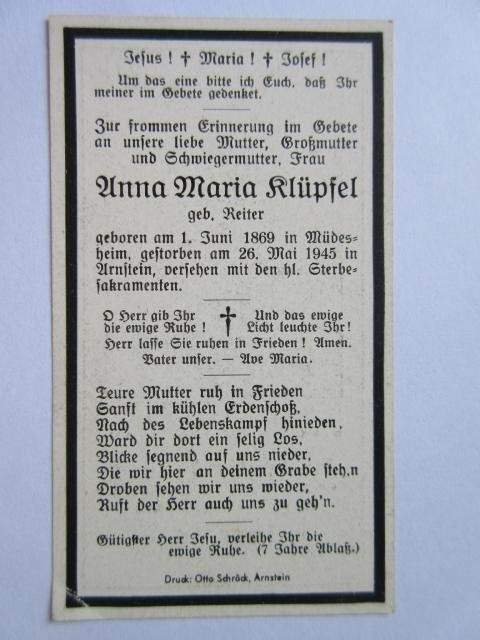 Jesus! ✝ Maria! ✝ Josef!
Um das eine bitte ich Euch, daß Ihr
meiner im Gebete gedenket.
Zur frommen Erinnerung im Gebete
an unsere liebe Mutter, Großmutter
und Schwiegermutter, Frau
Anna Maria Klüpfel
geb. Reiter
geboren am 1. Juni 1869 in Müdes-
heim, gestorben am 26. Mai 1945 in
Arnstein, versehen mit den hl. Sterbe-
sakramenten.
O Herr gib Ihr
die ewige Ruhe!
✝
Und das ewige
Licht leuchte Ihr!
Herr lasse Sie ruhen in Frieden! Amen.
Vater unser. — Ave Maria.
Teure Mutter ruh in Frieden
Sanft im kühlen Erdenschoß,
Nach des Lebenskampf hinieden,
Ward dir dort ein selig Los,
Blicke segnend auf uns nieder,
Die wir hier an deinem Grabe steh.n
Droben sehen wir uns wieder,
Ruft der Herr auch uns zu geh'n.
Gütigster Herr Jesu, verleihe Ihr die
ewige Ruhe. (7 Jahre Ablaß.)
Druck: Otto Schröck, Arnstein